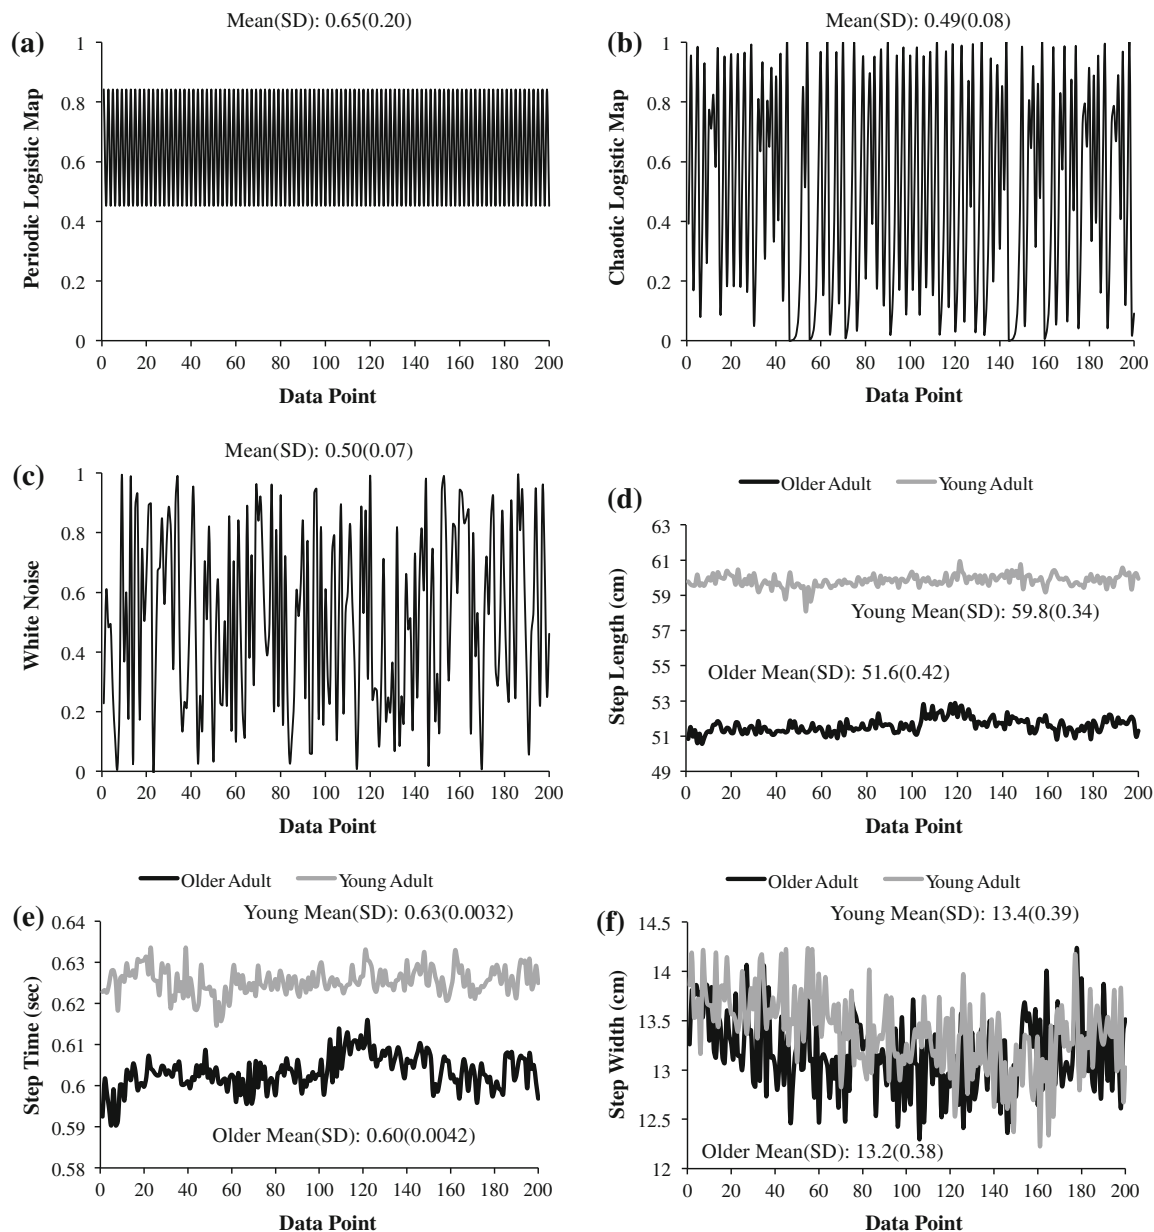 Mean(SD): 0.65(0.20)
(a)
Periodic Logistic Map
1
0.8
0.6
0.4
0.2
0
0 20 40 60 80 100 120 140 160 180 200
Data Point
Mean(SD): 0.49(0.08)
(b)
Chaotic Logistic Map
1
0.8
0.6
0.4
0.2
0
0 20 40 60 80 100 120 140 160 180 200
Data Point
Mean(SD): 0.50(0.07)
(c)
White Noise
1
0.8
0.6
0.4
0.2
0
0 20 40 60 80 100 120 140 160 180 200
Data Point
Older Adult Young Adult
(d)
Step Length (cm)
63
61
59
57
55
53
51
49
Young Mean(SD): 59.8(0.34)
Older Mean(SD): 51.6(0.42)
0 20 40 60 80 100 120 140 160 180 200
Data Point
Older Adult Young Adult
(e)
Young Mean(SD): 0.63(0.0032)
Step Time (sec)
0.64
0.63
0.62
0.61
0.6
0.59
0.58
Older Mean(SD): 0.60(0.0042)
0 20 40 60 80 100 120 140 160 180 200
Data Point
Older Adult Young Adult
(f)
Young Mean(SD): 13.4(0.39)
Step Width (cm)
14.5
14
13.5
13
12.5
12
Older Mean(SD): 13.2(0.38)
0 20 40 60 80 100 120 140 160 180 200
Data Point